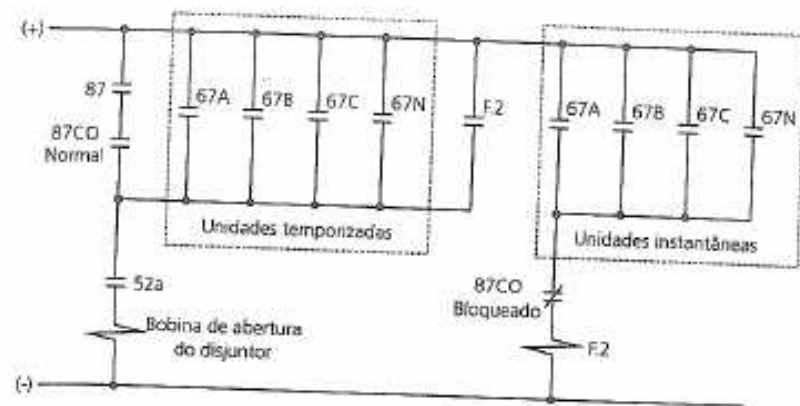 (+)
87
87CO
Normal
67A
67B
67C
67N
F.2
67A
67B
67C
67N
Unidades temporizadas
Unidades instantâneas
52a
87CO
Bloqueado
Bobina de abertura
do disjuntor
F.2
(-)